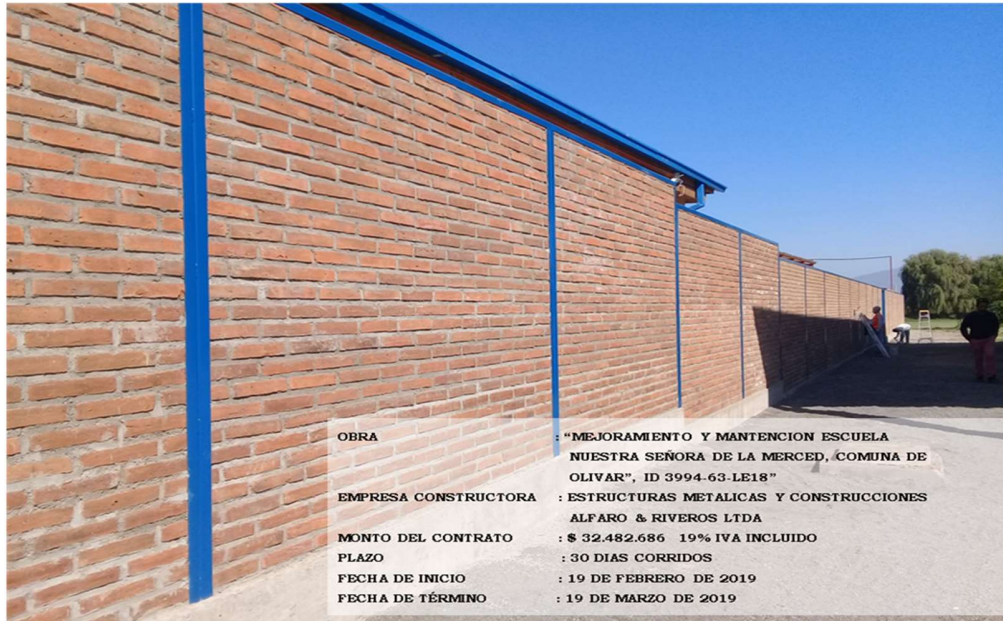 OBRA : “MEJORAMIENTO Y MANTENCION ESCUELA
NUESTRA SEÑORA DE LA MERCED, COMUNA DE
OLIVAR”, ID 3994-63-LE18”
EMPRESA CONSTRUCTORA : ESTRUCTURAS METALICAS Y CONSTRUCCIONES
ALFARO & RIVEROS LTDA
MONTO DEL CONTRATO : $ 32.482.686 19% IVA INCLUIDO
PLAZO : 30 DIAS CORRIDOS
FECHA DE INICIO : 19 DE FEBRERO DE 2019
FECHA DE TÉRMINO : 19 DE MARZO DE 2019